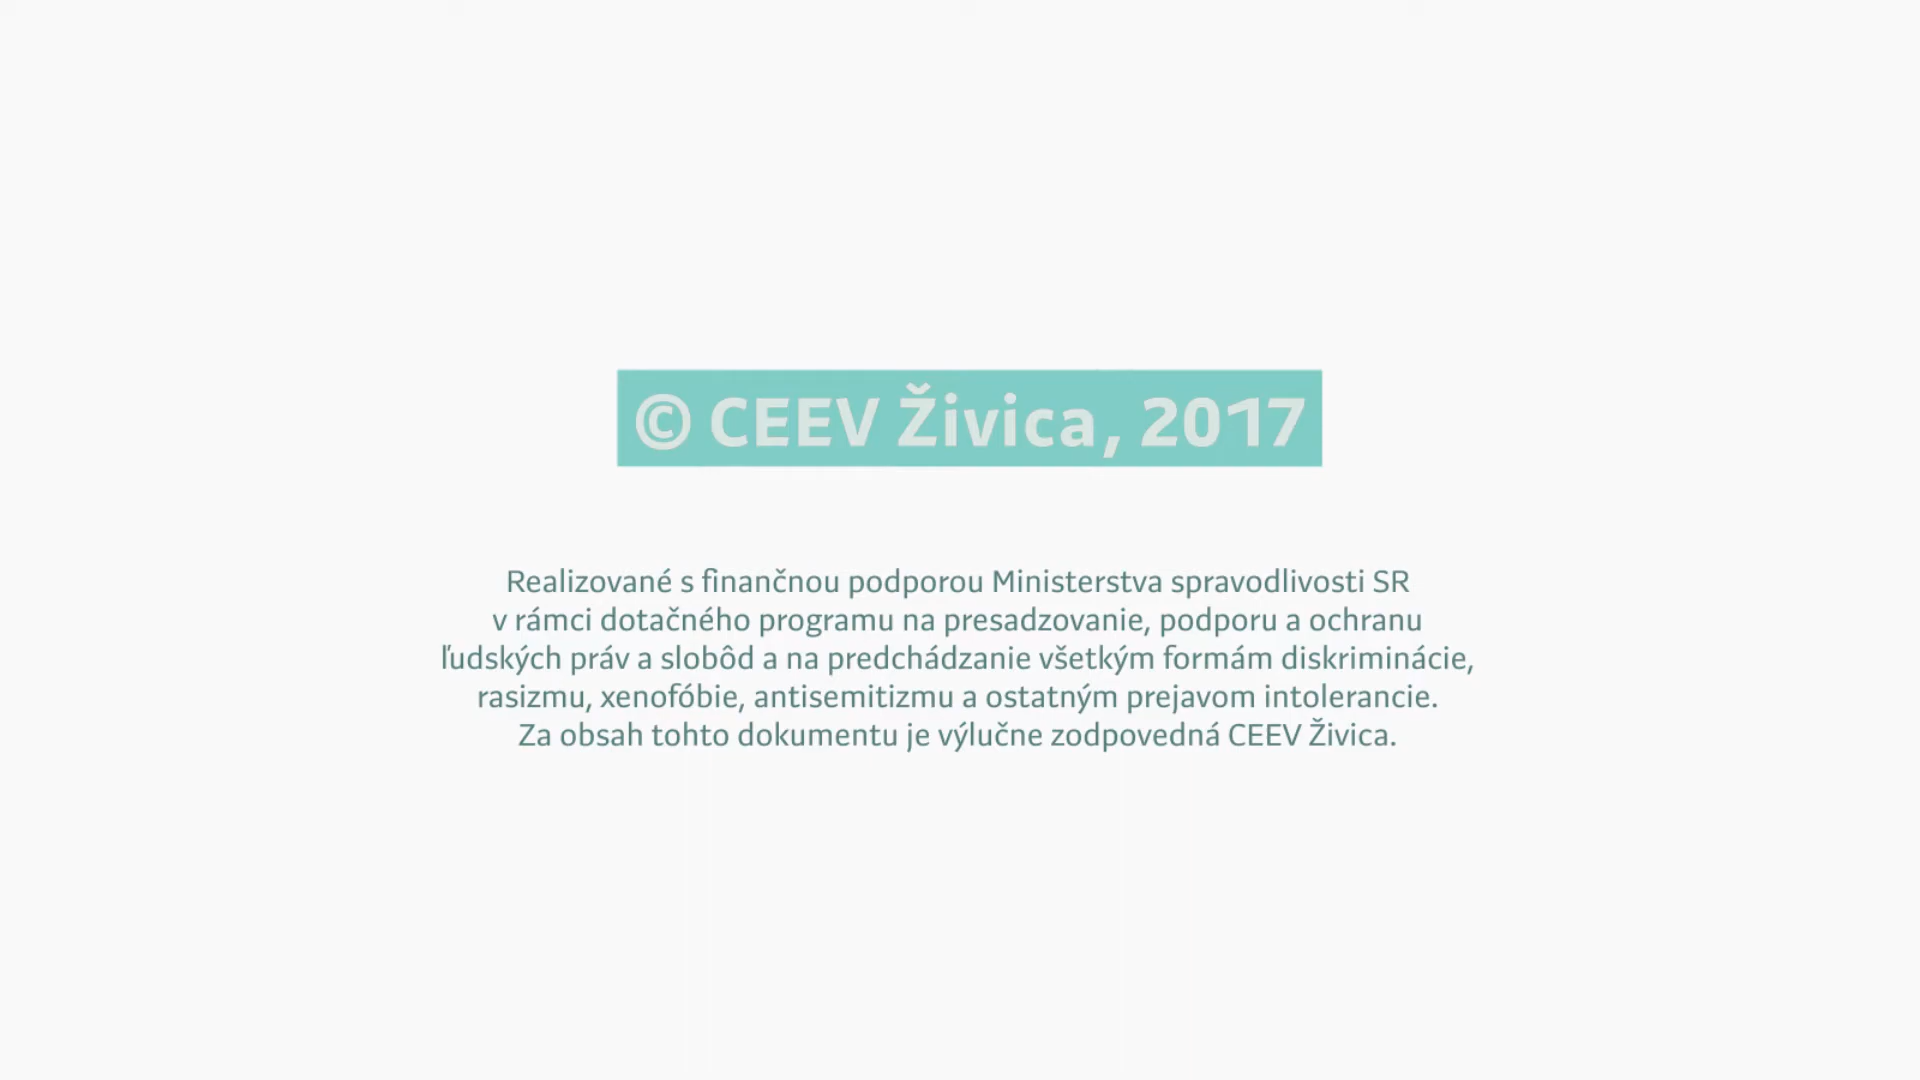 © CEEV Živica, 2017
Realizované s finančnou podporou Ministerstva spravodlivosti SR
v rámci dotačného programu na presadzovanie, podporu a ochranu
ľudských práv a slobôd a na predchádzanie všetkým formám diskriminácie,
rasizmu, xenofóbie, antisemitizmu a ostatným prejavom intolerancie.
Za obsah tohto dokumentu je výlučne zodpovedná CEEV Živica.